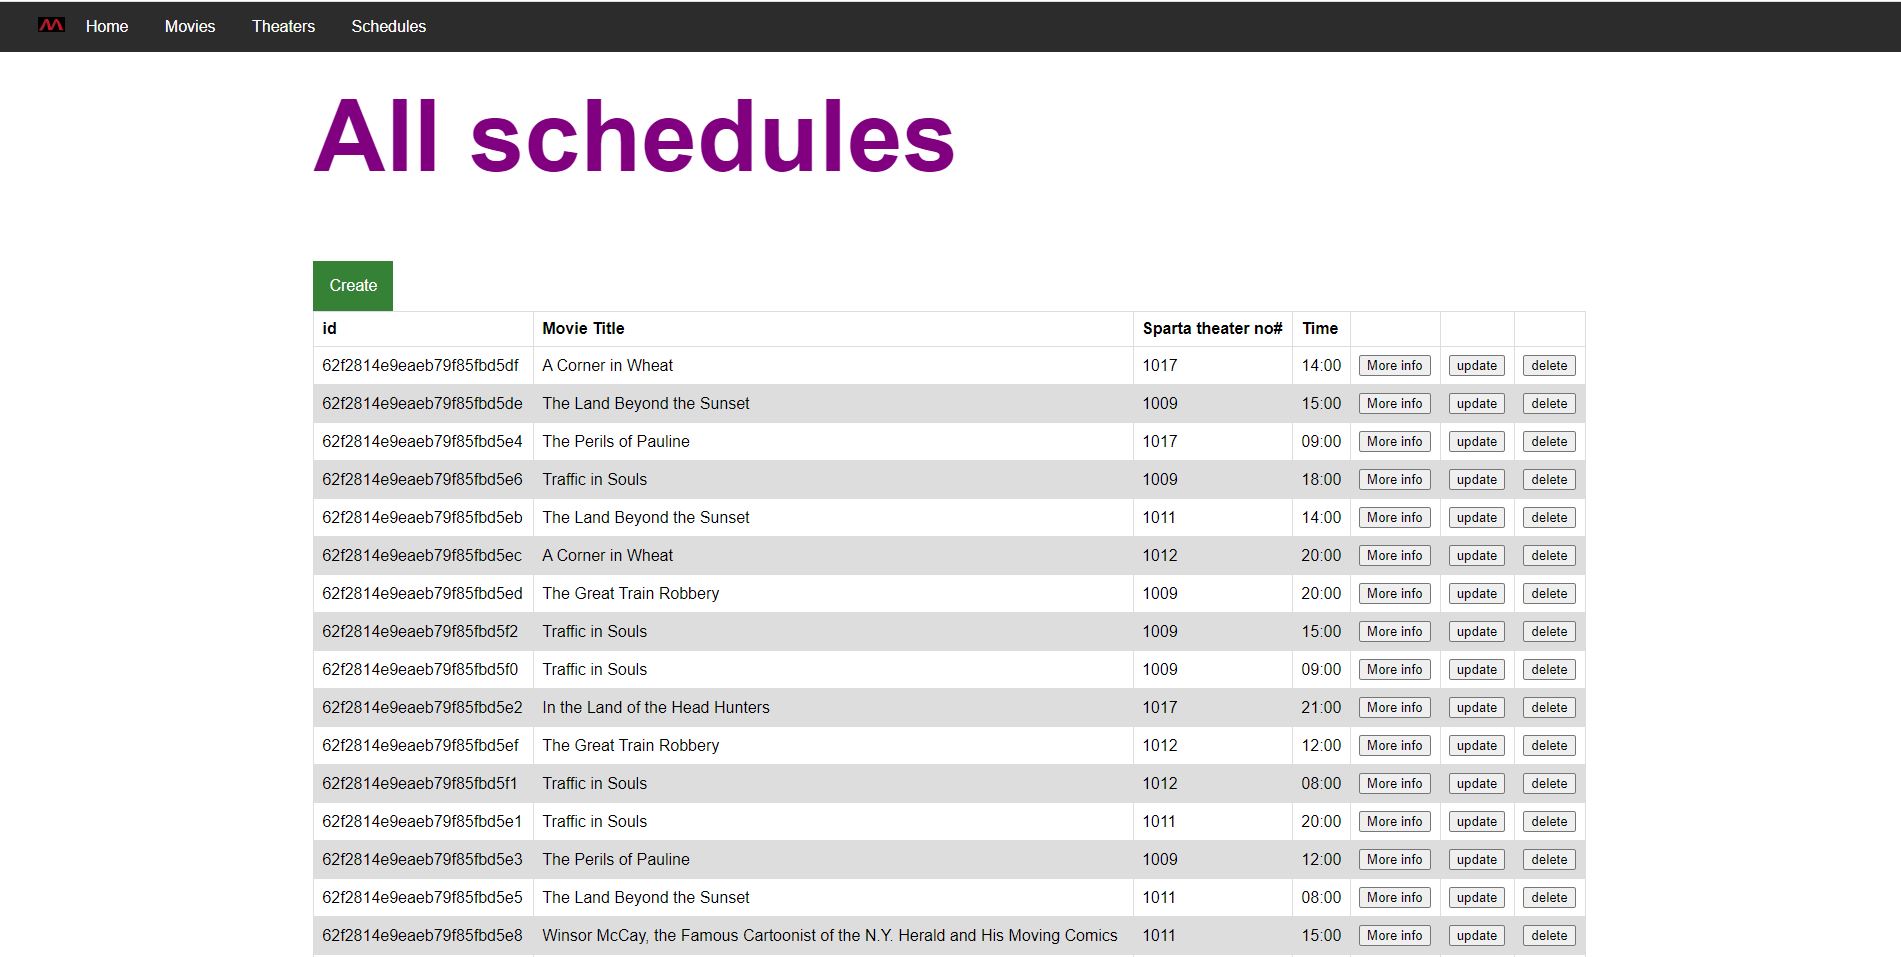 Home Movies Theaters Schedules
All schedules
Create
id Movie Title Sparta theater no# Time
62f2814e9eaeb79f85fbd5df A Corner in Wheat 1017 14:00 More info update delete
62f2814e9eaeb79f85fbd5de The Land Beyond the Sunset 1009 15:00 More info update delete
62f2814e9eaeb79f85fbd5e4 The Perils of Pauline 1017 09:00 More info update delete
62f2814e9eaeb79f85fbd5e6 Traffic in Souls 1009 18:00 More info update delete
62f2814e9eaeb79f85fbd5eb The Land Beyond the Sunset 1011 14:00 More info update delete
62f2814e9eaeb79f85fbd5ec A Corner in Wheat 1012 20:00 More info update delete
62f2814e9eaeb79f85fbd5ed The Great Train Robbery 1009 20:00 More info update delete
62f2814e9eaeb79f85fbd5f2 Traffic in Souls 1009 15:00 More info update delete
62f2814e9eaeb79f85fbd5f0 Traffic in Souls 1009 09:00 More info update delete
62f2814e9eaeb79f85fbd5e2 In the Land of the Head Hunters 1017 21:00 More info update delete
62f2814e9eaeb79f85fbd5ef The Great Train Robbery 1012 12:00 More info update delete
62f2814e9eaeb79f85fbd5f1 Traffic in Souls 1012 08:00 More info update delete
62f2814e9eaeb79f85fbd5e1 Traffic in Souls 1011 20:00 More info update delete
62f2814e9eaeb79f85fbd5e3 The Perils of Pauline 1009 12:00 More info update delete
62f2814e9eaeb79f85fbd5e5 The Land Beyond the Sunset 1011 08:00 More info update delete
62f2814e9eaeb79f85fbd5e8 Winsor McCay, the Famous Cartoonist of the N.Y. Herald and His Moving Comics 1011 15:00 More info update delete